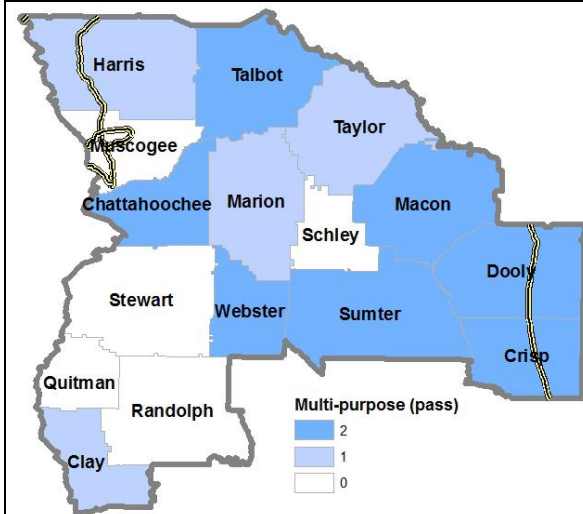 Harris
Talbot
Taylor
Muscogee
Chattahoochee
Marion
Macon
Schley
Dooly
Stewart
Webster
Sumter
Crisp
Quitman
Randolph
Clay
Multi-purpose (pass)
2
1
0